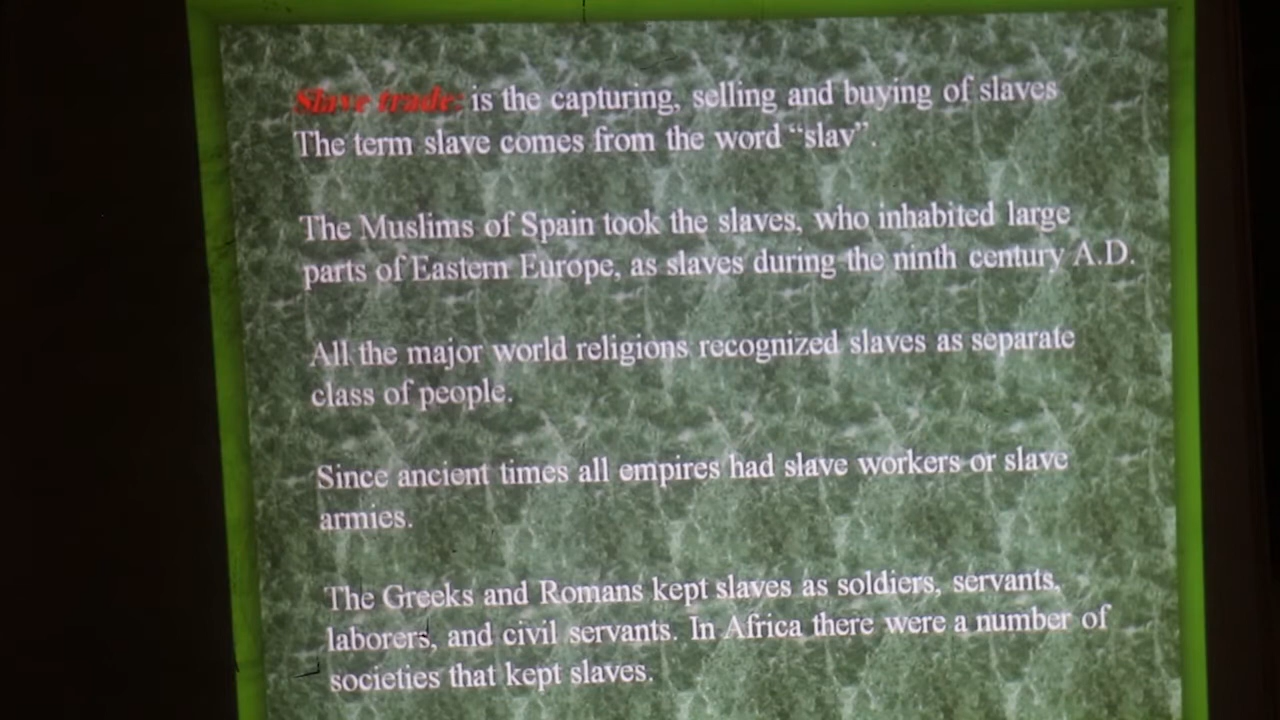 Slave trade: is the capturing, selling and buying of slaves
The term slave comes from the word “slav”.
The Muslims of Spain took the slaves, who inhabited large
parts of Eastern Europe, as slaves during the ninth century A.D.
All the major world religions recognized slaves as separate
class of people.
Since ancient times all empires had slave workers or slave
armies.
The Greeks and Romans kept slaves as soldiers, servants,
laborers, and civil servants. In Africa there were a number of
societies that kept slaves.